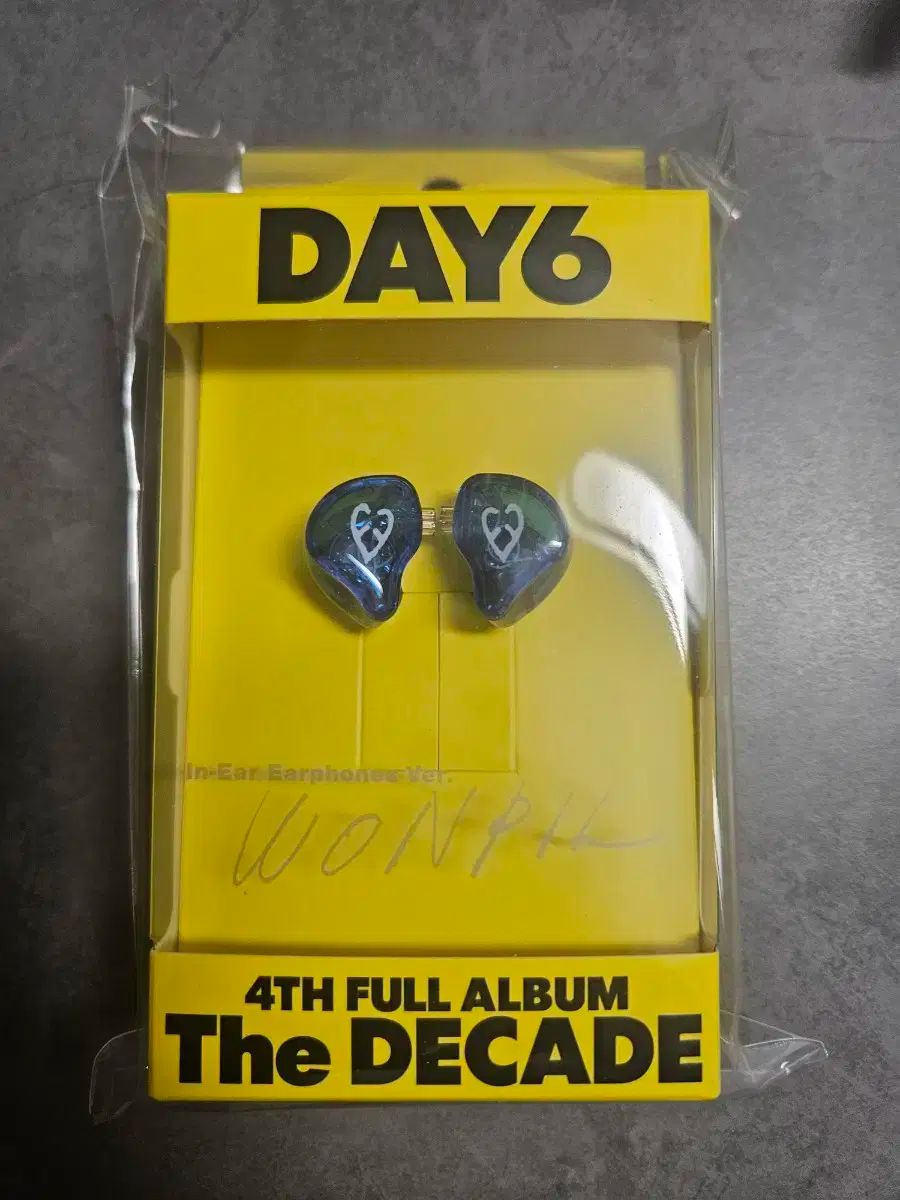 DAY6
In-Ear Earphones Ver.
WONPIL
4TH FULL ALBUM
The DECADE